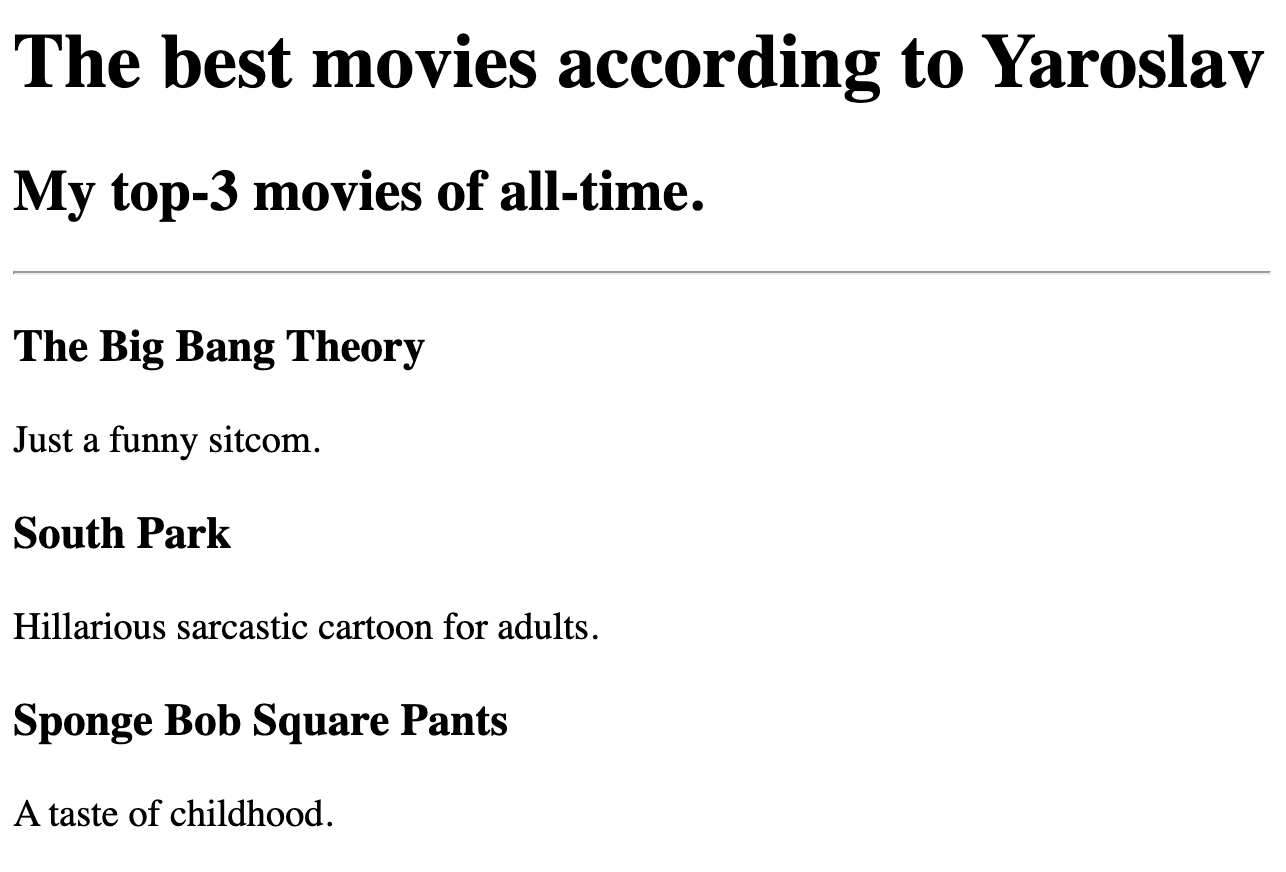 The best movies according to Yaroslav
My top-3 movies of all-time.
The Big Bang Theory
Just a funny sitcom.
South Park
Hillarious sarcastic cartoon for adults.
Sponge Bob Square Pants
A taste of childhood.